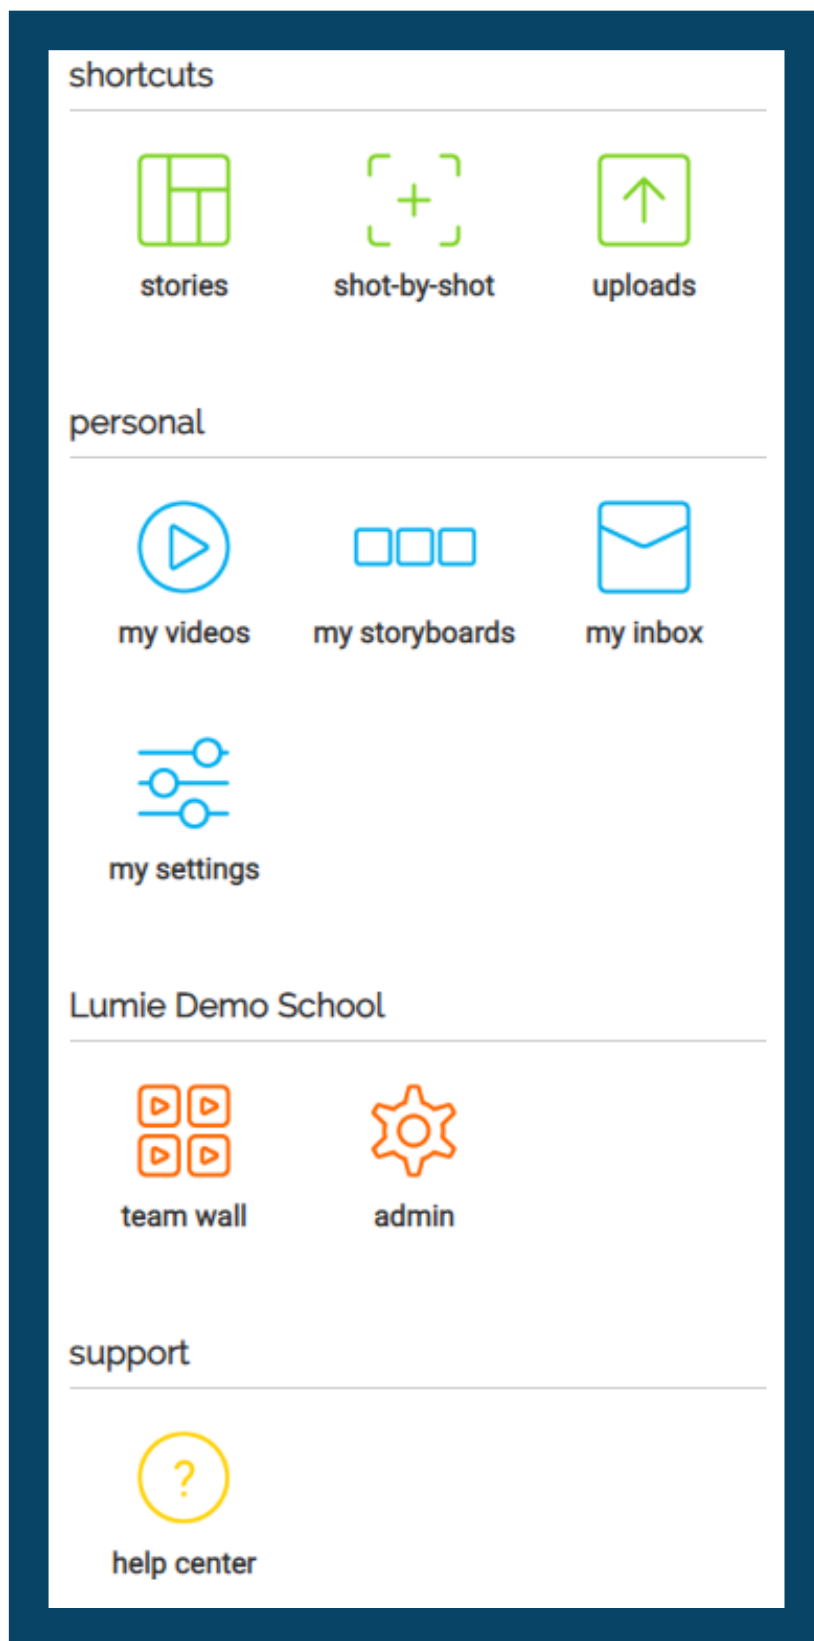 shortcuts
stories shot-by-shot uploads
personal
my videos my storyboards my inbox
my settings
Lumie Demo School
team wall admin
support
?
help center